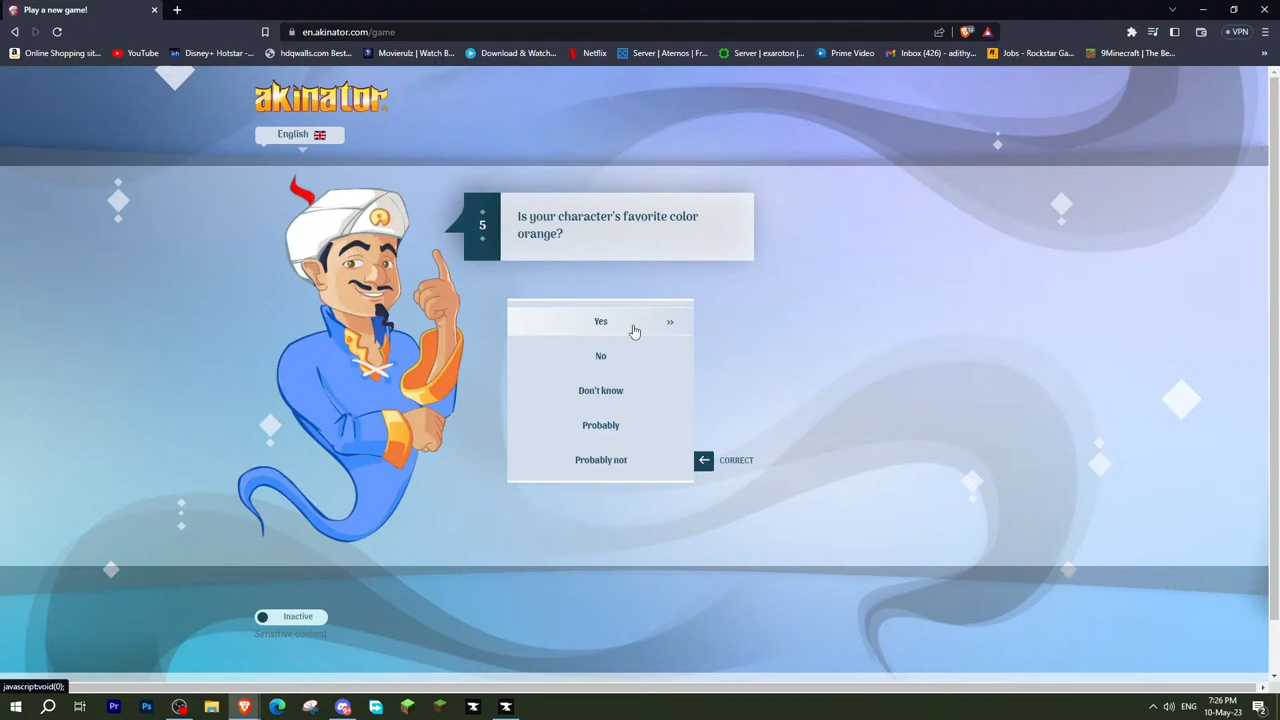 Play a new game!
en.akinator.com/game
VPN
Online Shopping ...
YouTube
Disney+ Hotstar -...
hdqwalls.com Best...
Movierulz | Watch B...
Download & Watch...
Netflix
Server | Aternos | Fr...
Server | exaroton |...
Prime Video
Inbox (426) - adithy...
Jobs - Rockstar Gam...
9Minecraft | The Be...
akinator
English
5
Is your character's favorite color
orange?
Yes
No
Don't know
Probably
Probably not
CORRECT
Inactive
Sensitive content
javascript:void(0);
7:26 PM
10-May-23